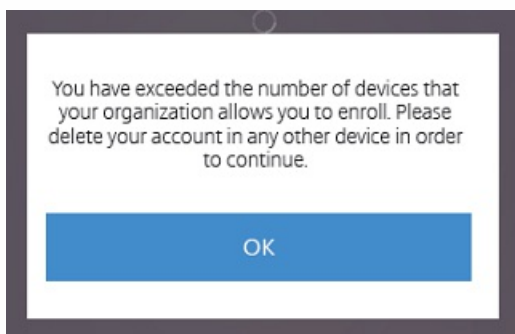 You have exceeded the number of devices that
your organization allows you to enroll. Please
delete your account in any other device in order
to continue.
OK